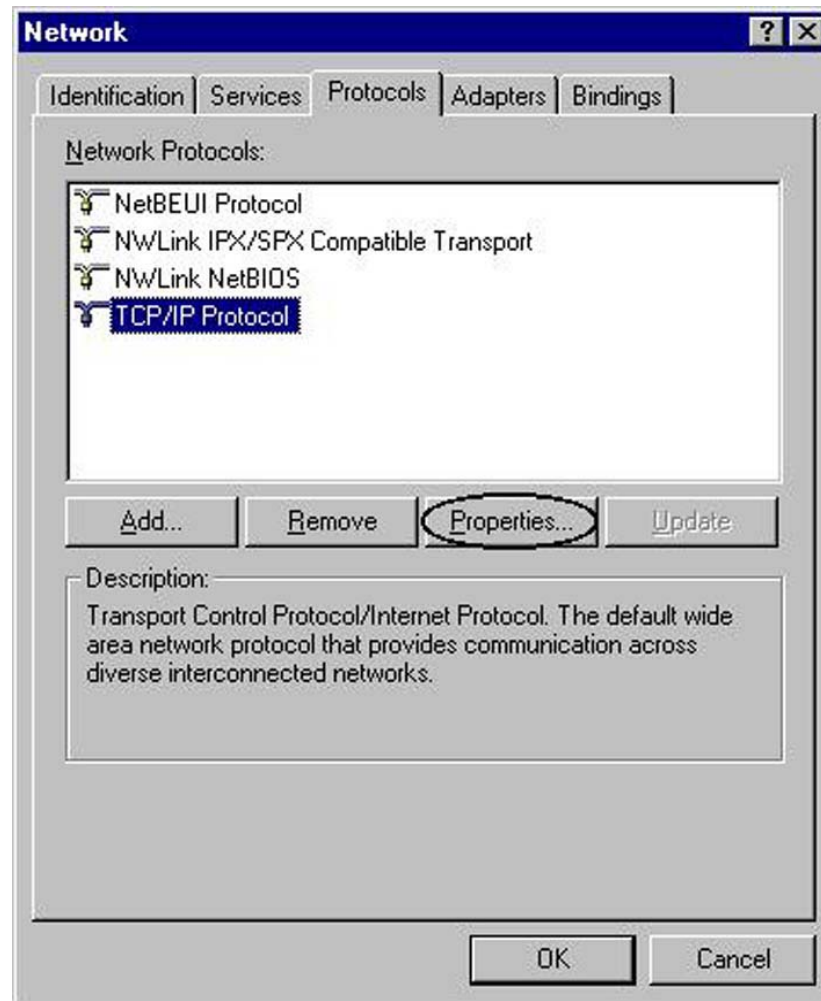 Network
Identification Services Protocols Adapters Bindings
Network Protocols:
NetBEUI Protocol
NWLink IPX/SPX Compatible Transport
NWLink NetBIOS
TCP/IP Protocol
Add... Remove Properties... Update
Description:
Transport Control Protocol/Internet Protocol. The default wide
area network protocol that provides communication across
diverse interconnected networks.
OK Cancel